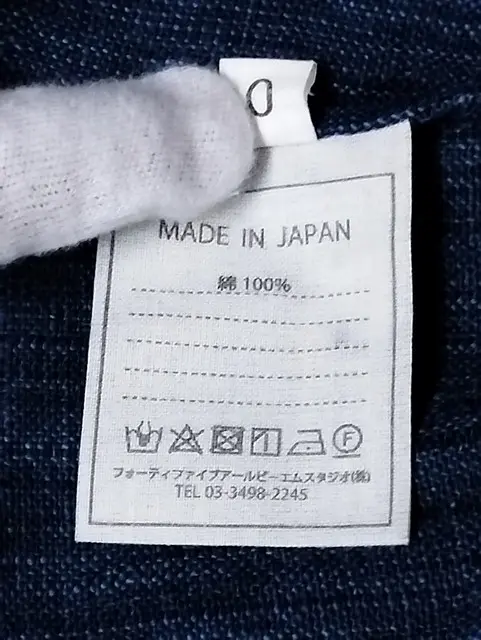 D
MADE IN JAPAN
綿 100%
F
フォーティファイブアールピーエムスタジオ(株)
TEL 03-3498-2245